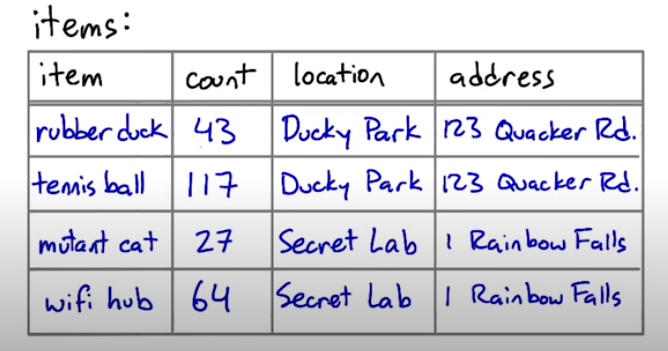 items:
item count location address
rubber duck 43 Ducky Park 123 Quacker Rd.
tennis ball 117 Ducky Park 123 Quacker Rd.
mutant cat 27 Secret Lab 1 Rainbow Falls
wifi hub 64 Secret Lab 1 Rainbow Falls